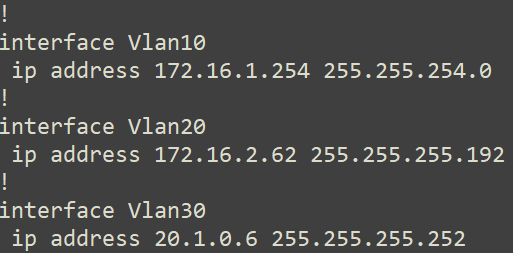 !
interface Vlan10
 ip address 172.16.1.254 255.255.254.0
!
interface Vlan20
 ip address 172.16.2.62 255.255.255.192
!
interface Vlan30
 ip address 20.1.0.6 255.255.255.252